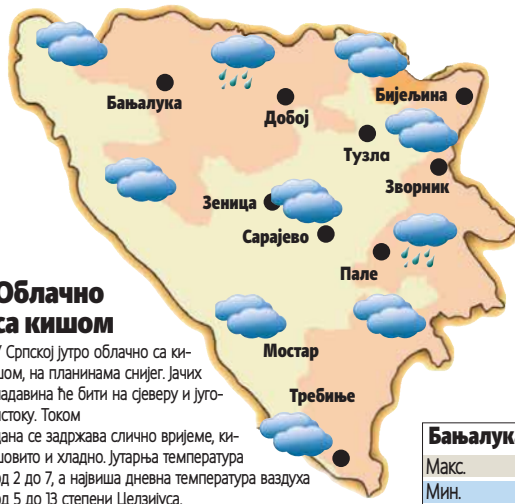 Бањалука
Добој
Бијељина
Тузла
Зворник
Зеница
Сарајево
Пале
Мостар
Требиње
Облачно
са кишом
У Српској јутро облачно са ки-
шом, на планинама снијег. Јачих
падавина ће бити на сјеверу и југо-
истоку. Током
дана се задржава слично вријеме, ки-
шовито и хладно. Јутарња температура
од 2 до 7, а највиша дневна температура ваздуха
од 5 до 13 степени Целзијуса.
Бањалука
Макс.
Мин.